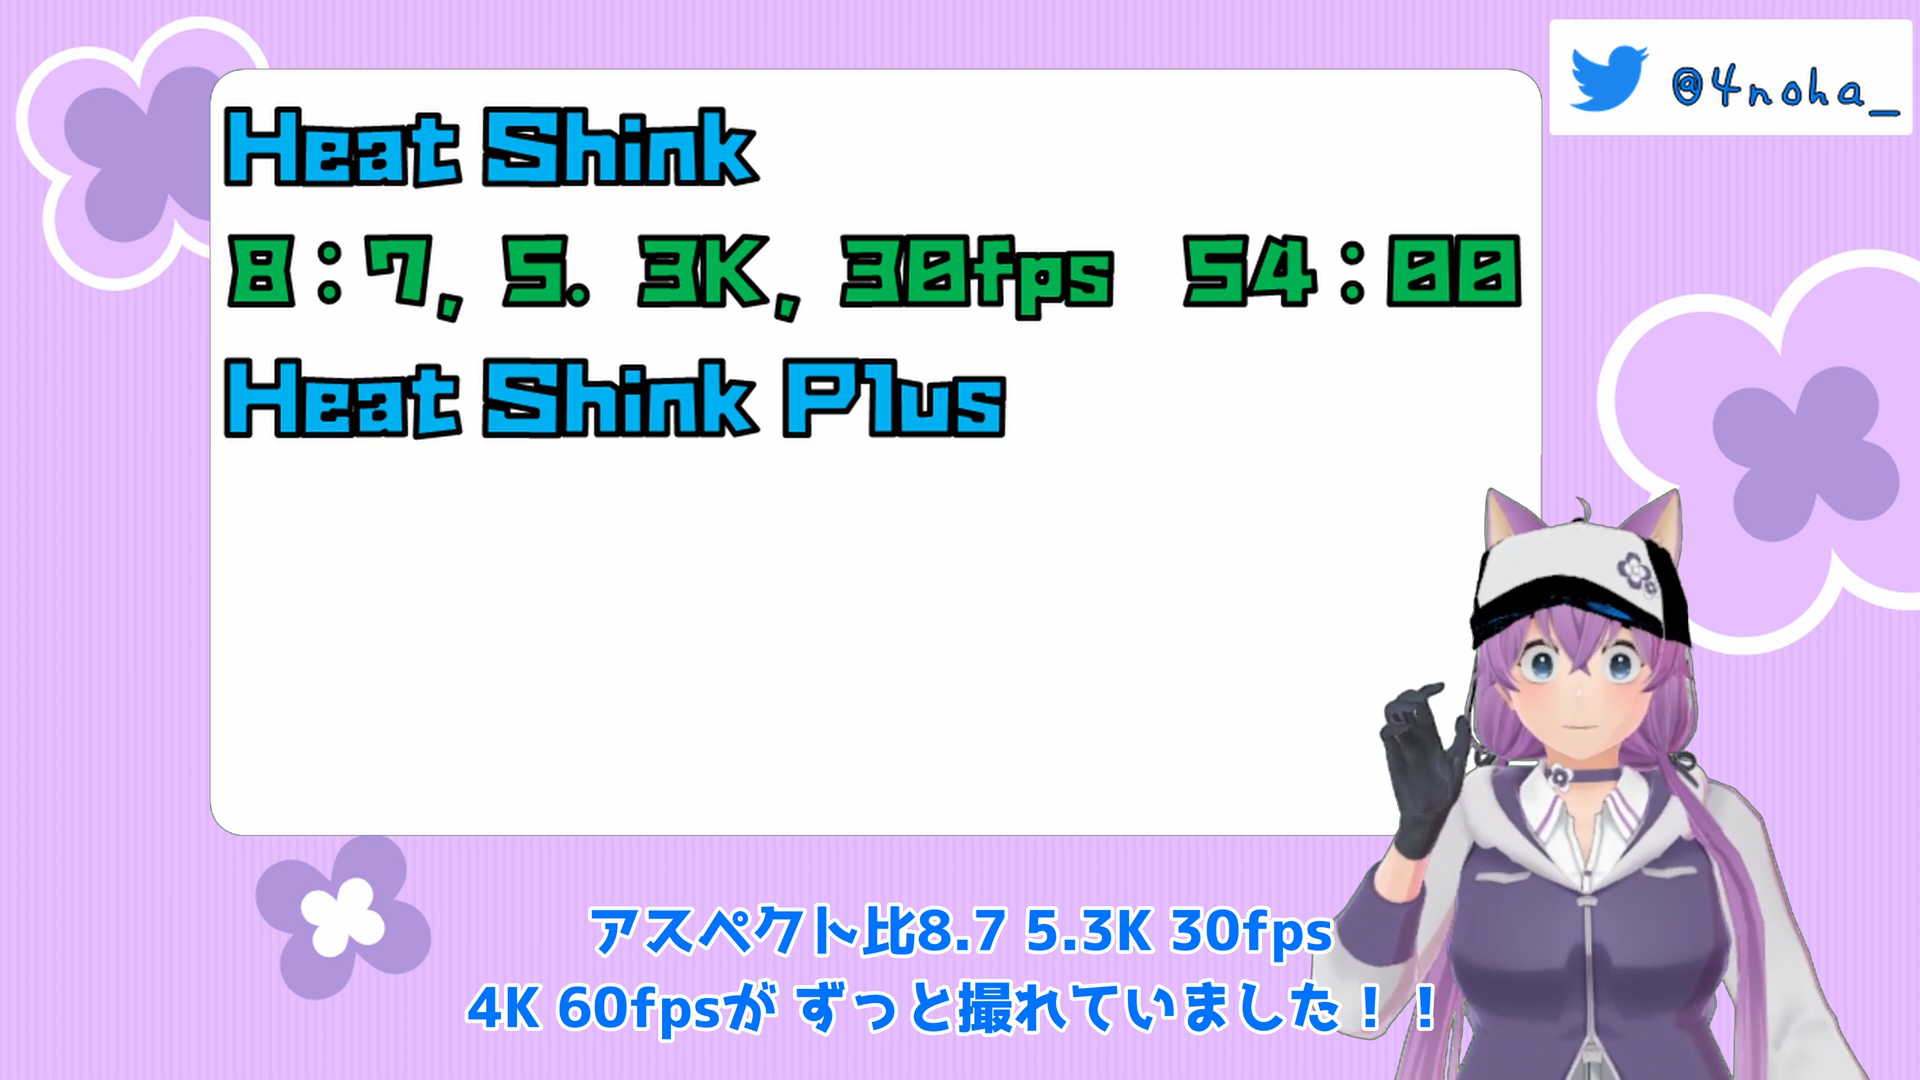 @4noha_
Heat Shink
8:7, 5. 3K, 30fps 54:00
Heat Shink Plus
アスペクト比8.7 5.3K 30fps
4K 60fpsが ずっと撮れていました！！